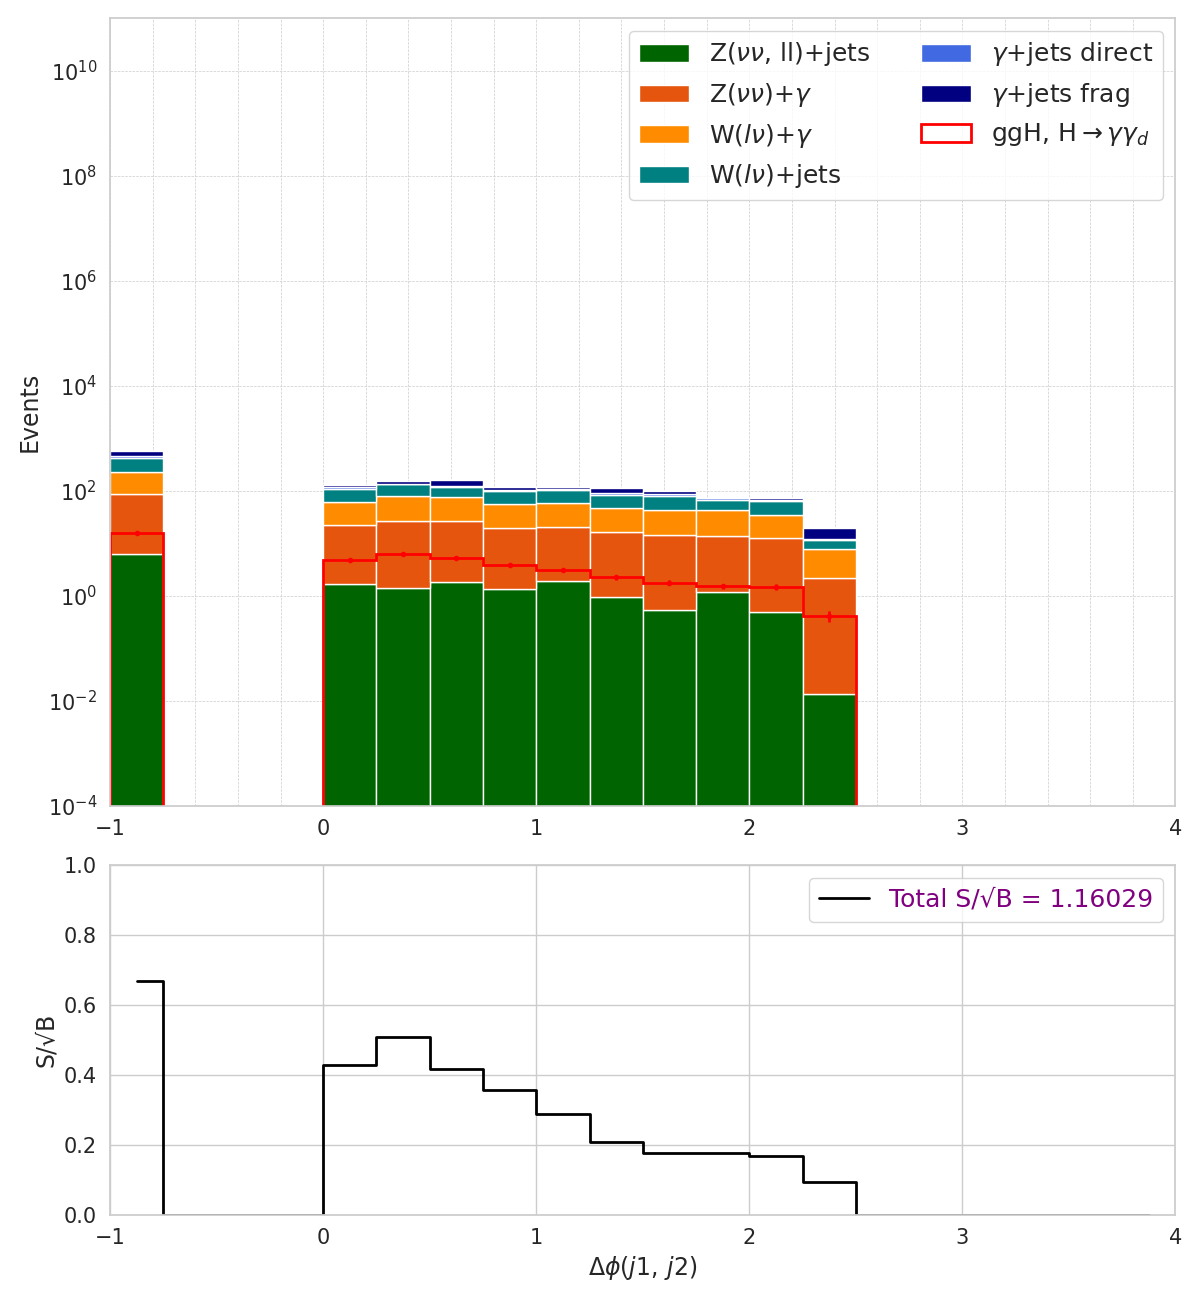 Z(νν, ll)+jets
Z(νν)+γ
W(lν)+γ
W(lν)+jets
γ+jets direct
γ+jets frag
ggH, H→γγ_d
Events
10^10
10^8
10^6
10^4
10^2
10^0
10^−2
10^−4
−1 0 1 2 3 4
Total S/√B = 1.16029
S/√B
1.0
0.8
0.6
0.4
0.2
0.0
−1 0 1 2 3 4
Δϕ(j1, j2)